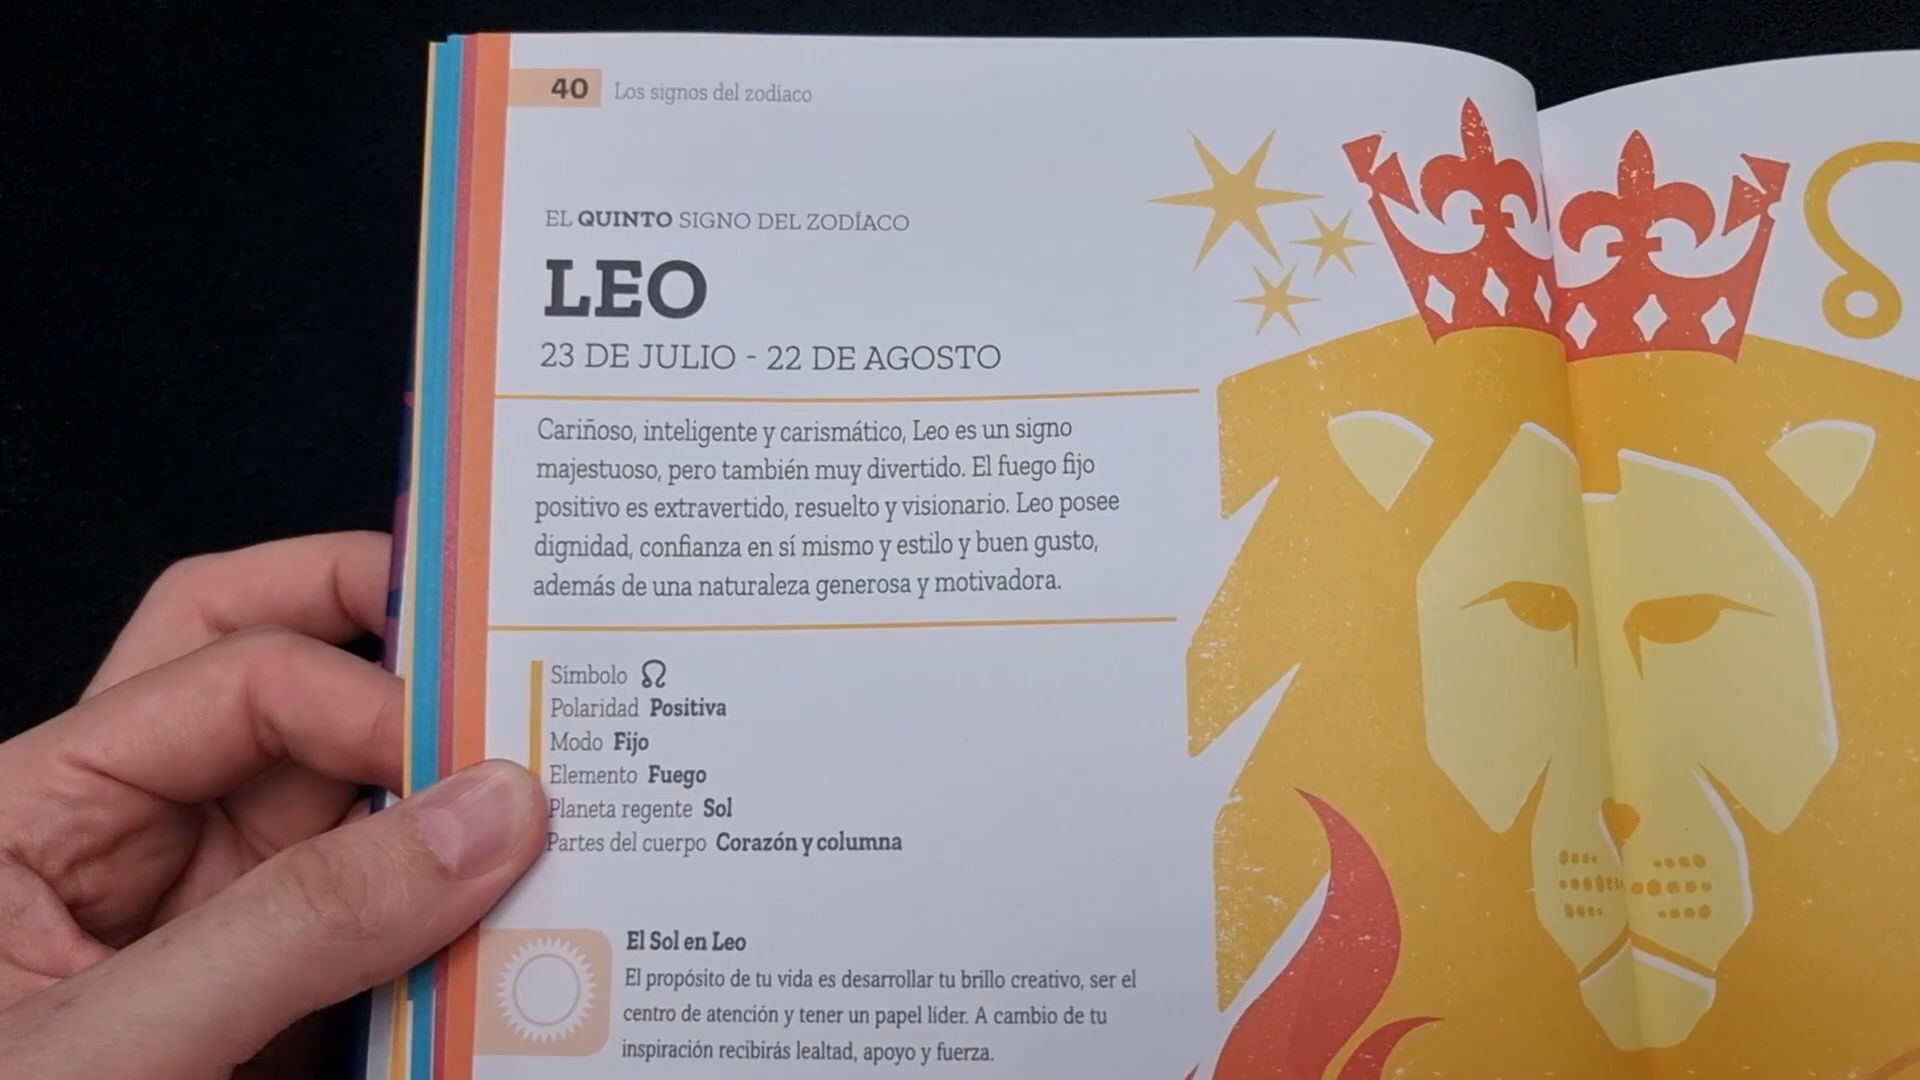 40 Los signos del zodíaco
EL QUINTO SIGNO DEL ZODÍACO
LEO
23 DE JULIO - 22 DE AGOSTO
Cariñoso, inteligente y carismático, Leo es un signo
majestuoso, pero también muy divertido. El fuego fijo
positivo es extravertido, resuelto y visionario. Leo posee
dignidad, confianza en sí mismo y estilo y buen gusto,
además de una naturaleza generosa y motivadora.
Símbolo ♌
Polaridad Positiva
Modo Fijo
Elemento Fuego
Planeta regente Sol
Partes del cuerpo Corazón y columna
El Sol en Leo
El propósito de tu vida es desarrollar tu brillo creativo, ser el
centro de atención y tener un papel líder. A cambio de tu
inspiración recibirás lealtad, apoyo y fuerza.